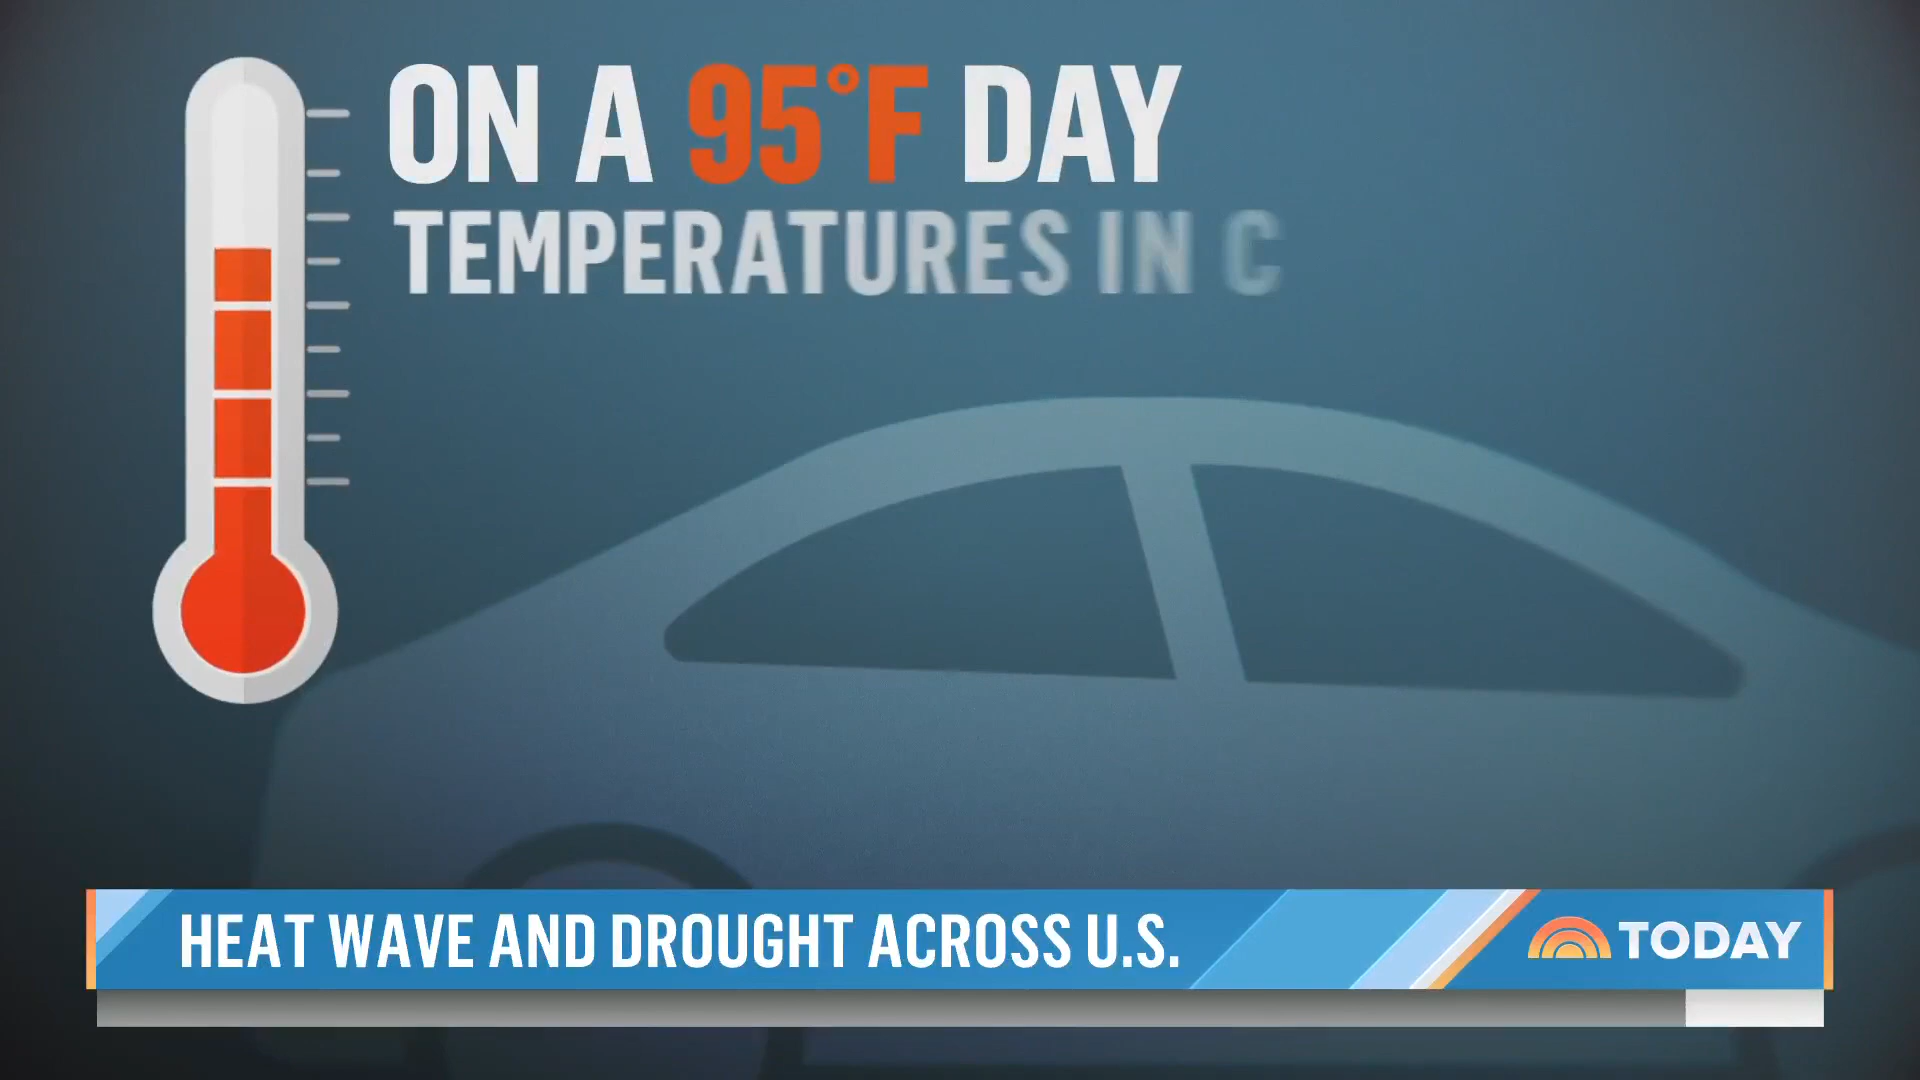 ON A 95°F DAY
TEMPERATURES IN C
HEAT WAVE AND DROUGHT ACROSS U.S.
TODAY